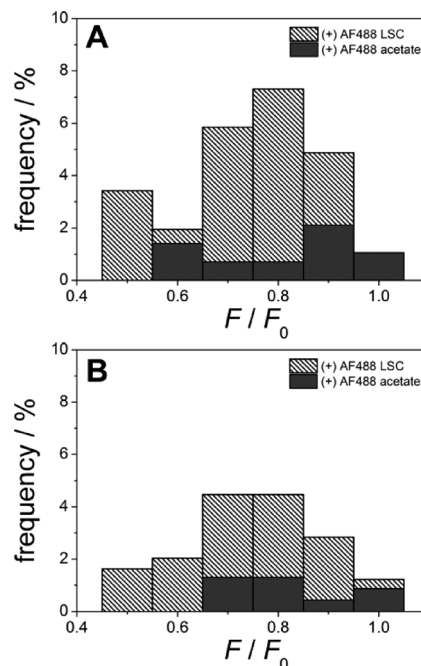 A
(+) AF488 LSC
(+) AF488 acetate
10
8
6
4
2
0
frequency / %
0.4 0.6 0.8 1.0
F / F0
B
(+) AF488 LSC
(+) AF488 acetate
10
8
6
4
2
0
frequency / %
0.4 0.6 0.8 1.0
F / F0